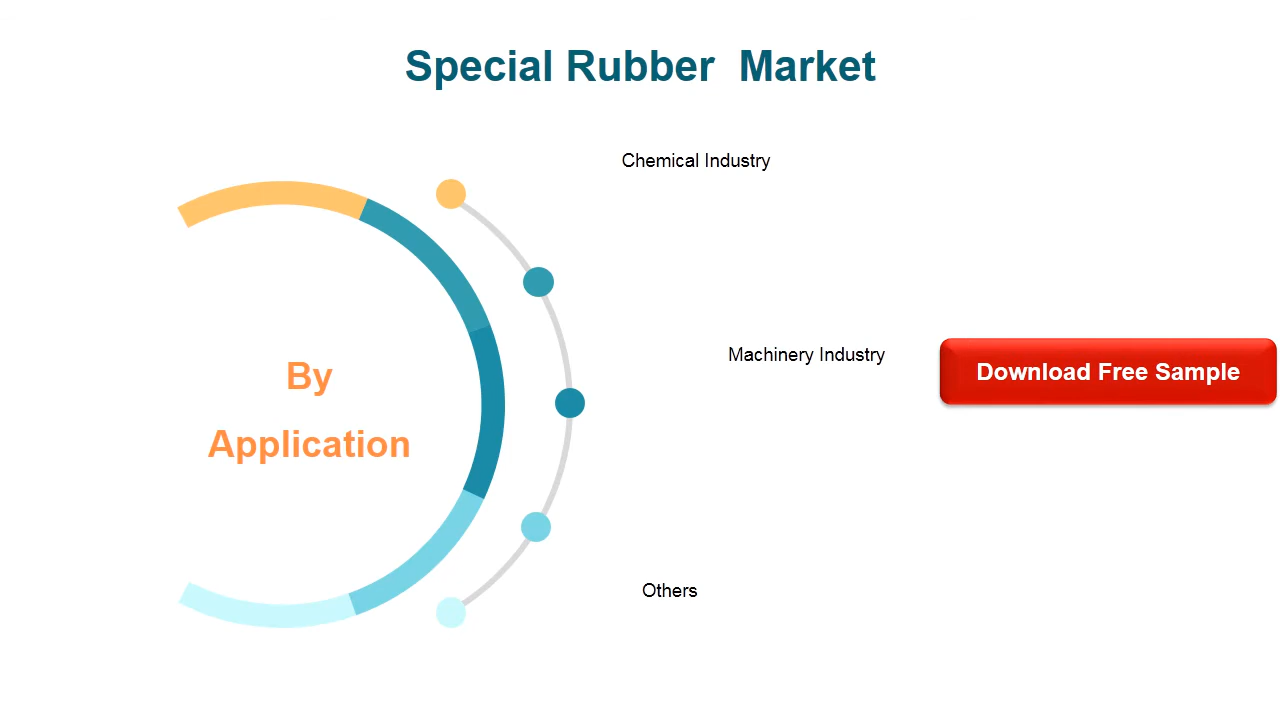 Special Rubber  Market
Chemical Industry
Machinery Industry
Download Free Sample
By
Application
Others